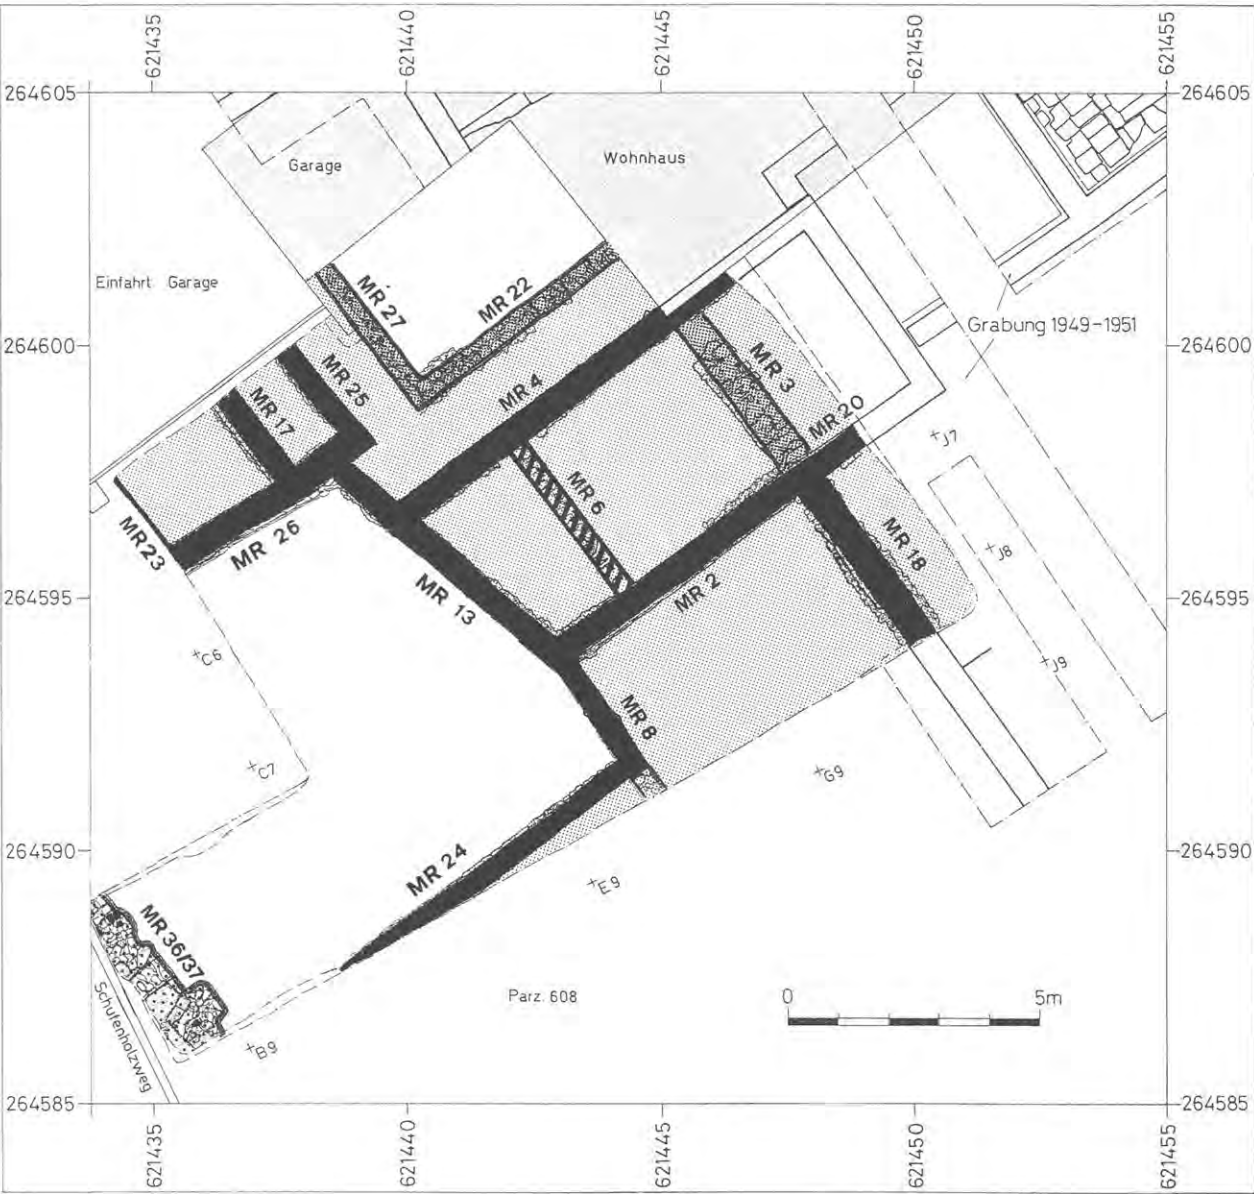 621435
621440
621445
621450
621455
264605
264605
Garage
Wohnhaus
Einfahrt Garage
MR 27
MR 22
Grabung 1949-1951
264600
264600
MR 25
MR 4
MR 3
MR 17
MR 20
J7
MR 6
MR 23
MR 26
MR 18
J8
264595
264595
MR 13
MR 2
C6
J9
MR 8
C7
G9
264590
264590
MR 24
E9
MR 36/37
Schufenholzweg
Parz. 608
0
5m
B9
264585
264585
621435
621440
621445
621450
621455